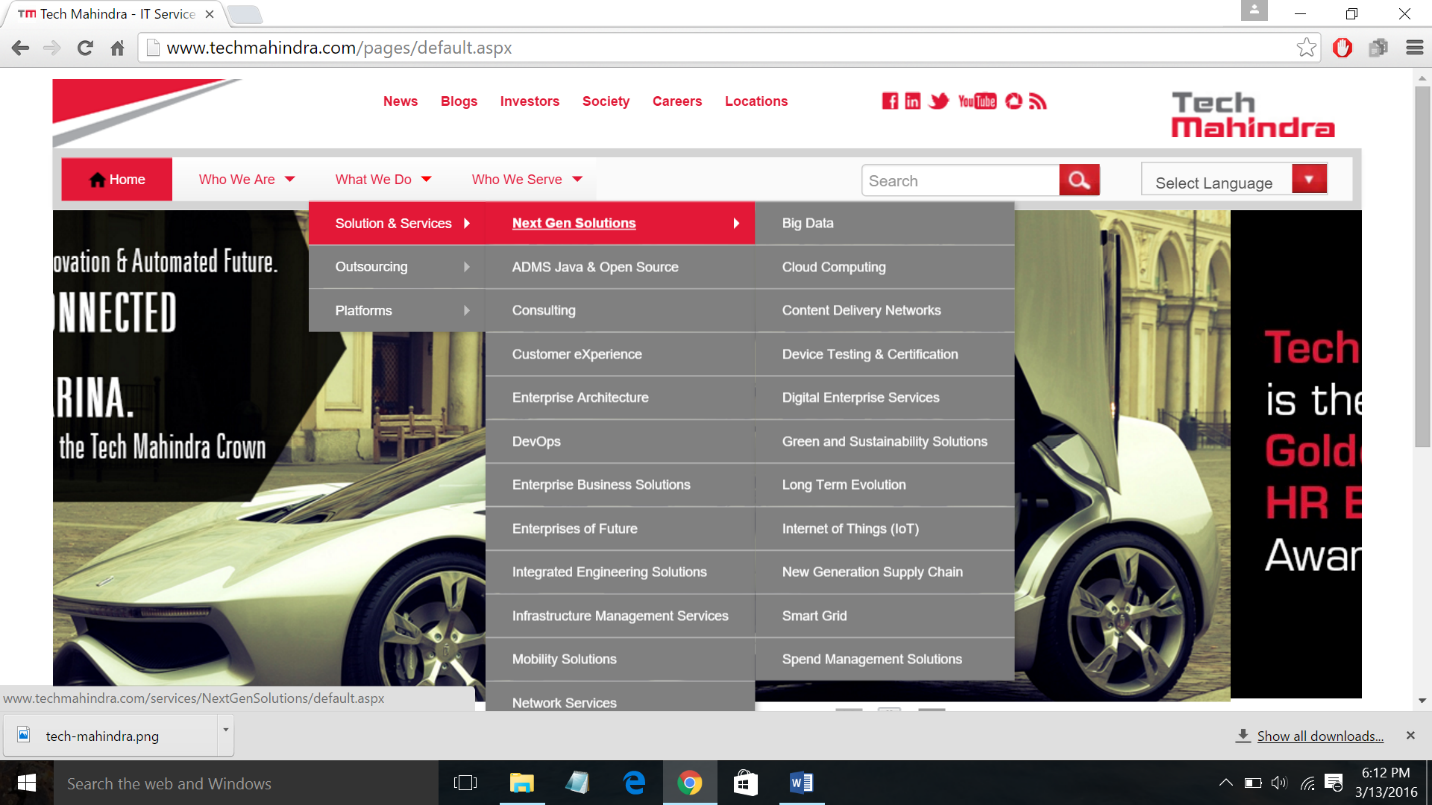 Tech Mahindra - IT Service
www.techmahindra.com/pages/default.aspx
News Blogs Investors Society Careers Locations
You Tube
Tech
Mahindra
Home Who We Are What We Do Who We Serve
Search
Select Language
Solution & Services
Outsourcing
Platforms
Next Gen Solutions
ADMS Java & Open Source
Consulting
Customer eXperience
Enterprise Architecture
DevOps
Enterprise Business Solutions
Enterprises of Future
Integrated Engineering Solutions
Infrastructure Management Services
Mobility Solutions
Network Services
Big Data
Cloud Computing
Content Delivery Networks
Device Testing & Certification
Digital Enterprise Services
Green and Sustainability Solutions
Long Term Evolution
Internet of Things (IoT)
New Generation Supply Chain
Smart Grid
Spend Management Solutions
ovation & Automated Future.
NNECTED
RINA.
the Tech Mahindra Crown
Tech
is the
Gold
HR E
Awar
www.techmahindra.com/services/NextGenSolutions/default.aspx
tech-mahindra.png
Show all downloads...
Search the web and Windows
6:12 PM
3/13/2016